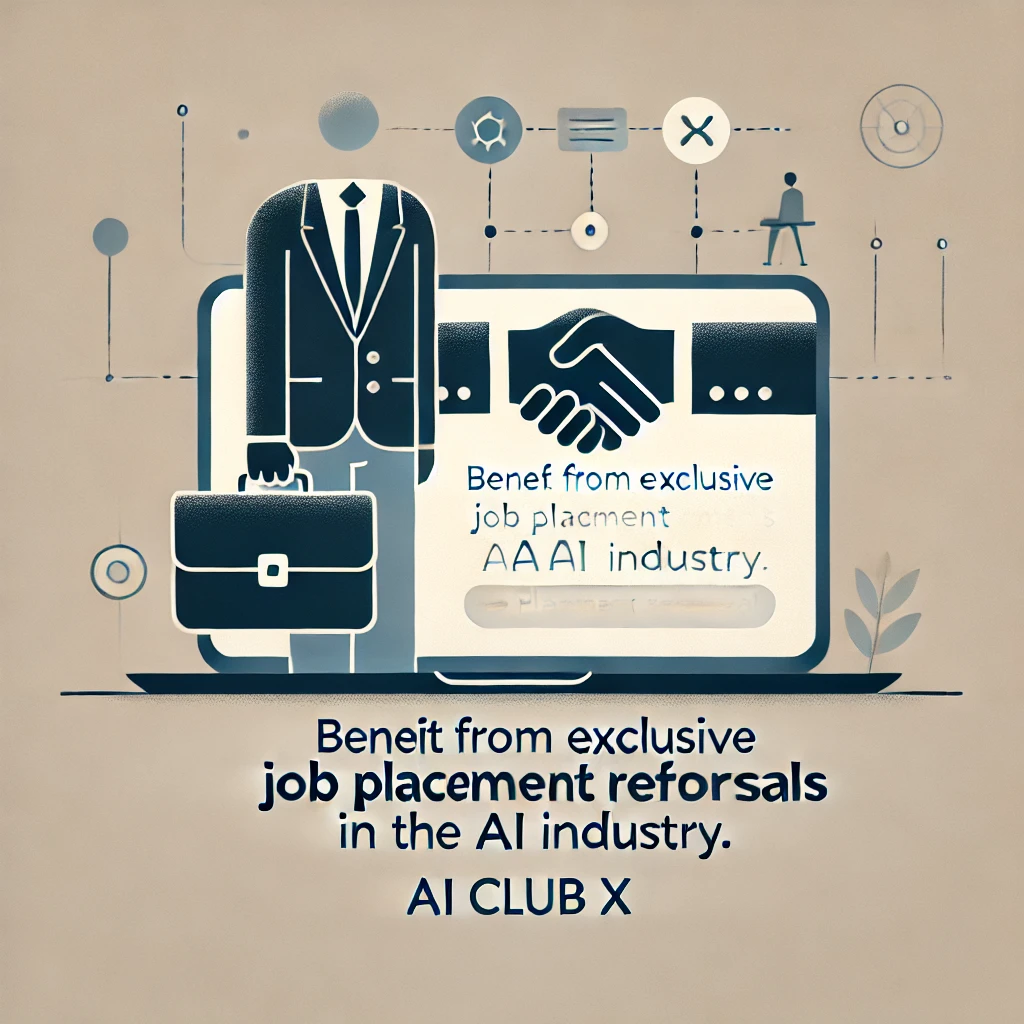 Benef. from exclusive
job placment
AAAI industry.
Beneit from exclusive
job placement reforsals
in the AI industry.
AI CLUB X